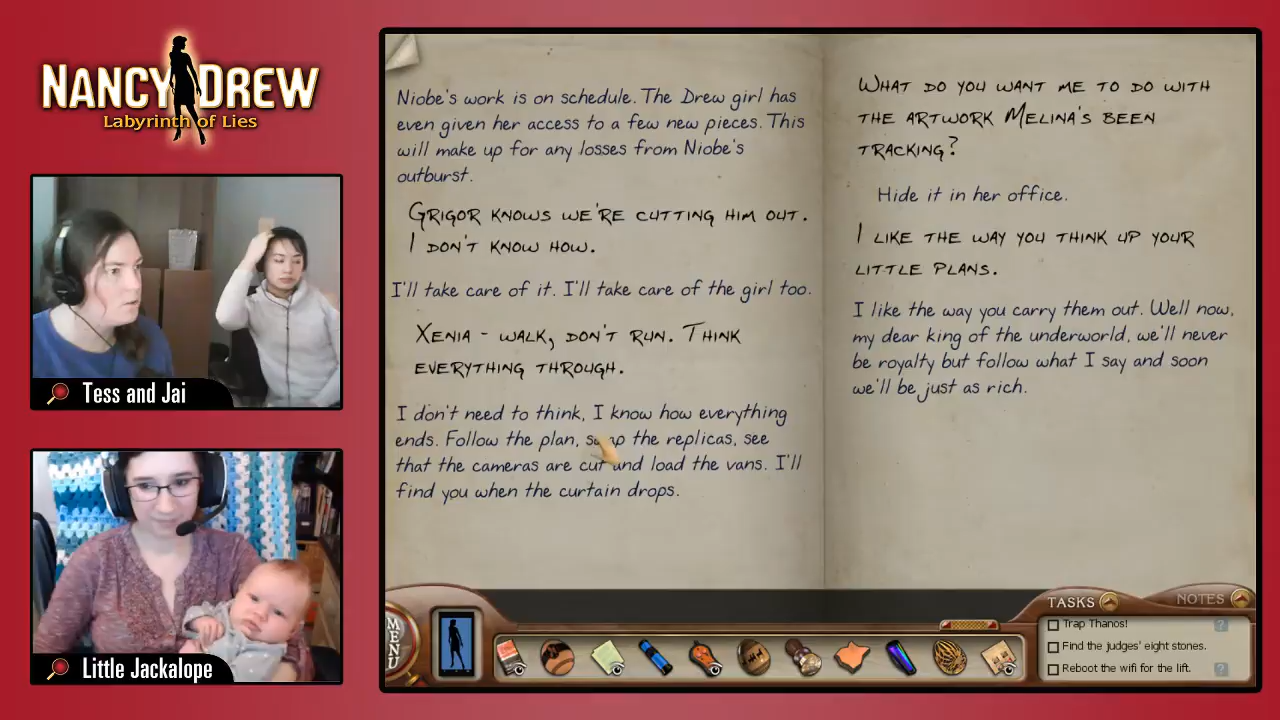 NANCY DREW
Labyrinth of Lies
Tess and Jai
Little Jackalope
Niobe's work is on schedule. The Drew girl has
even given her access to a few new pieces. This
will make up for any losses from Niobe's
outburst.
GRIGOR KNOWS WE'RE CUTTING HIM OUT.
I DON'T KNOW HOW.
I'll take care of it. I'll take care of the girl too.
XENIA - WALK, DON'T RUN. THINK
EVERYTHING THROUGH.
I don't need to think, I know how everything
ends. Follow the plan, swap the replicas, see
that the cameras are cut and load the vans. I'll
find you when the curtain drops.
WHAT DO YOU WANT ME TO DO WITH
THE ARTWORK MELINA'S BEEN
TRACKING?
Hide it in her office.
I LIKE THE WAY YOU THINK UP YOUR
LITTLE PLANS.
I like the way you carry them out. Well now,
my dear king of the underworld, we'll never
be royalty but follow what I say and soon
we'll be just as rich.
MENU
TASKS
NOTES
Trap Thanos!
?
Find the judges' eight stones.
Reboot the wifi for the lift.
?